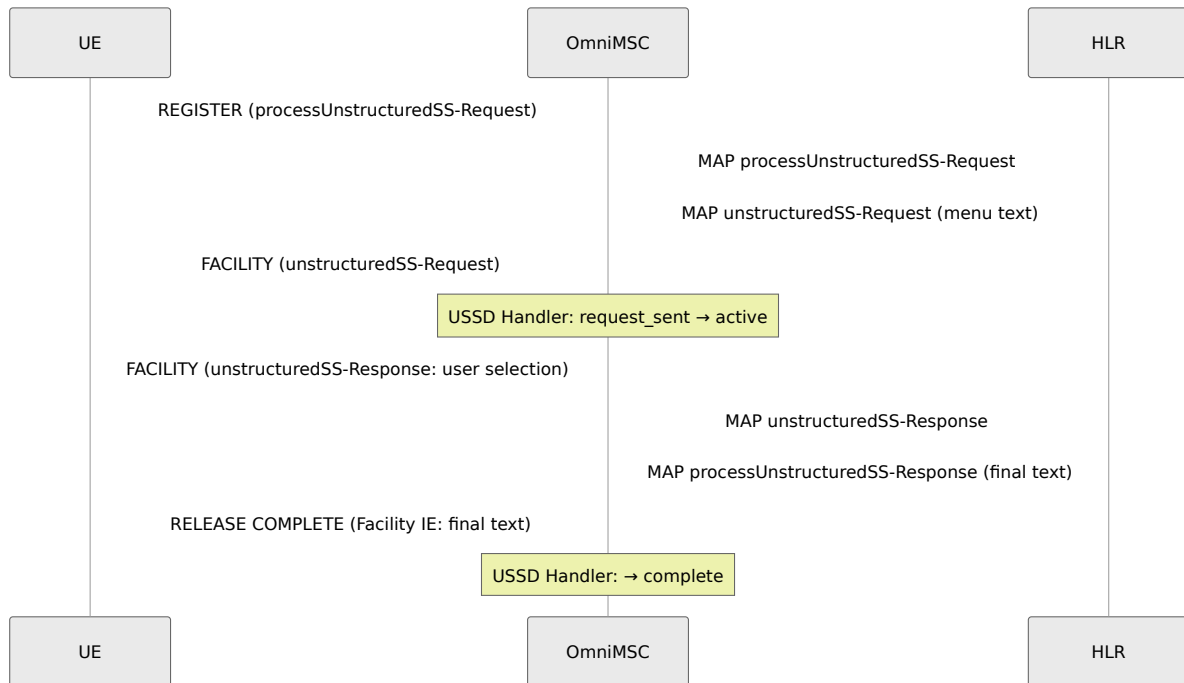 UE
OmniMSC
HLR
REGISTER (processUnstructuredSS-Request)
MAP processUnstructuredSS-Request
MAP unstructuredSS-Request (menu text)
FACILITY (unstructuredSS-Request)
USSD Handler: request_sent → active
FACILITY (unstructuredSS-Response: user selection)
MAP unstructuredSS-Response
MAP processUnstructuredSS-Response (final text)
RELEASE COMPLETE (Facility IE: final text)
USSD Handler: → complete
UE
OmniMSC
HLR